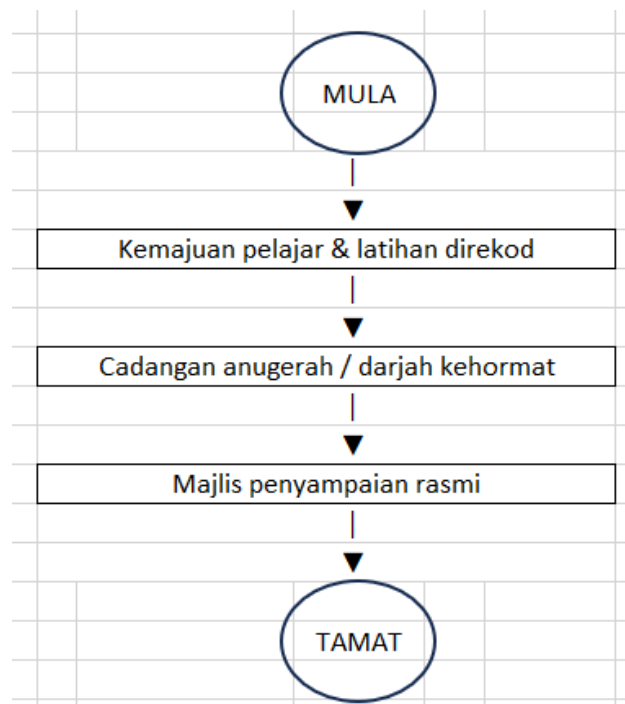 MULA
Kemajuan pelajar & latihan direkod
Cadangan anugerah / darjah kehormat
Majlis penyampaian rasmi
TAMAT